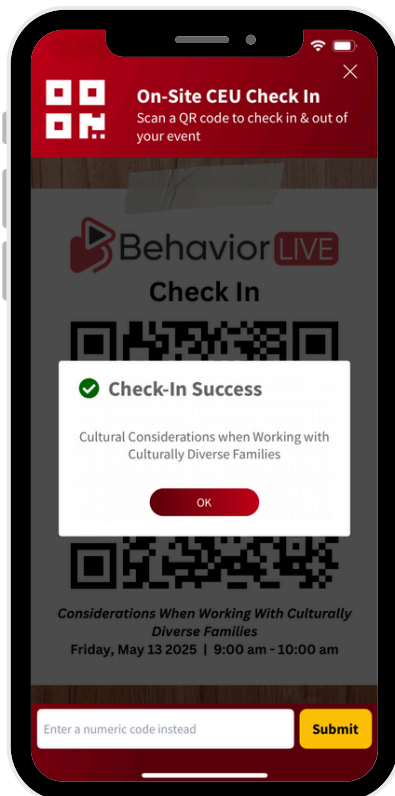 On-Site CEU Check In
Scan a QR code to check in & out of
your event
Behavior LIVE
Check In
Check-In Success
Cultural Considerations when Working with
Culturally Diverse Families
OK
Considerations When Working With Culturally
Diverse Families
Friday, May 13 2025 | 9:00 am - 10:00 am
Enter a numeric code instead
Submit